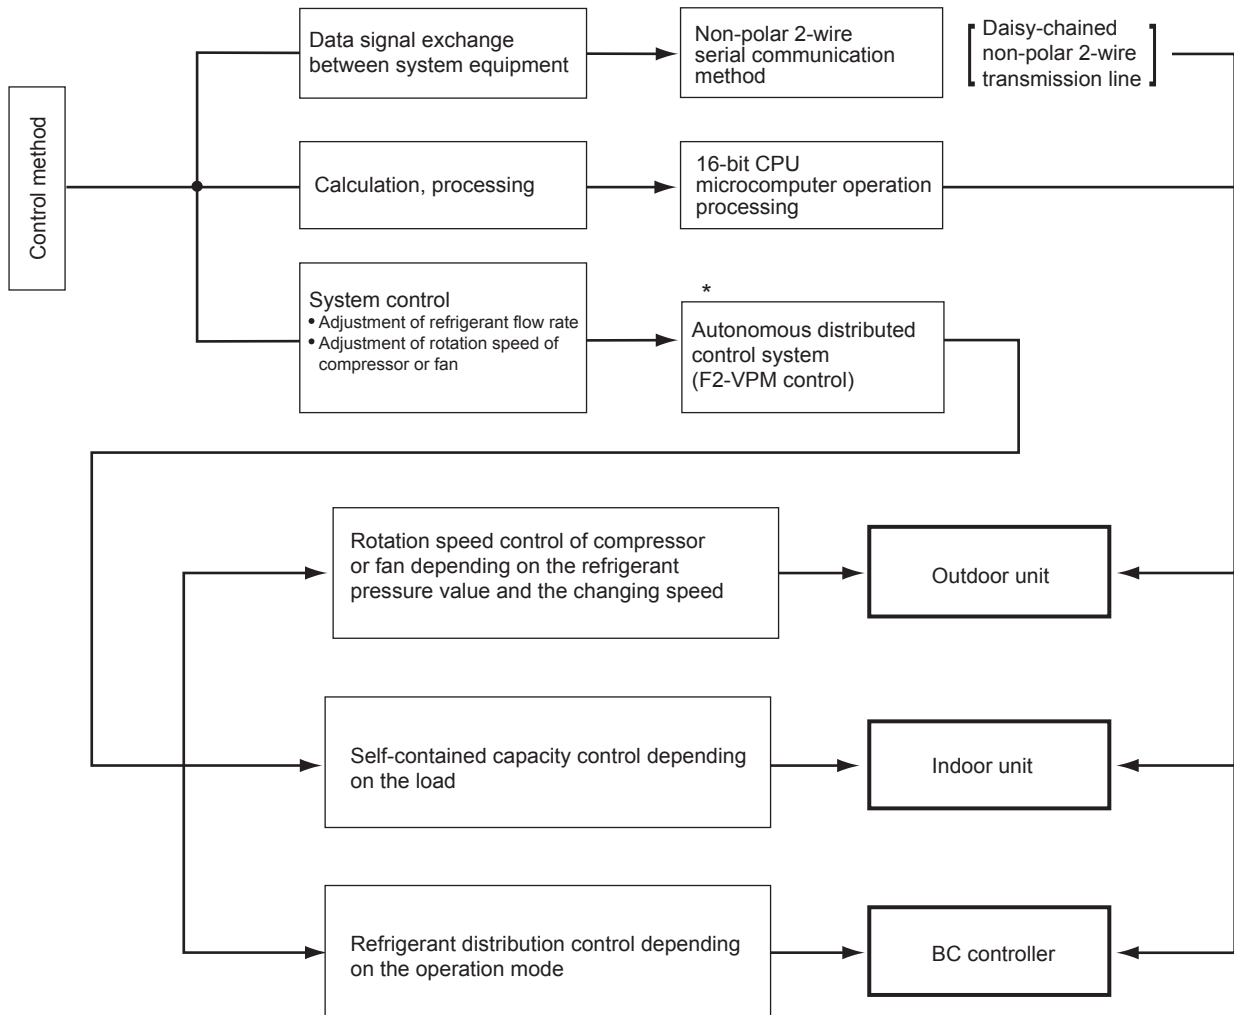 Control method
Data signal exchange
between system equipment
Non-polar 2-wire
serial communication
method
Daisy-chained
non-polar 2-wire
transmission line
Calculation, processing
16-bit CPU
microcomputer operation
processing
System control
• Adjustment of refrigerant flow rate
• Adjustment of rotation speed of
compressor or fan
*
Autonomous distributed
control system
(F2-VPM control)
Rotation speed control of compressor
or fan depending on the refrigerant
pressure value and the changing speed
Outdoor unit
Self-contained capacity control depending
on the load
Indoor unit
Refrigerant distribution control depending
on the operation mode
BC controller